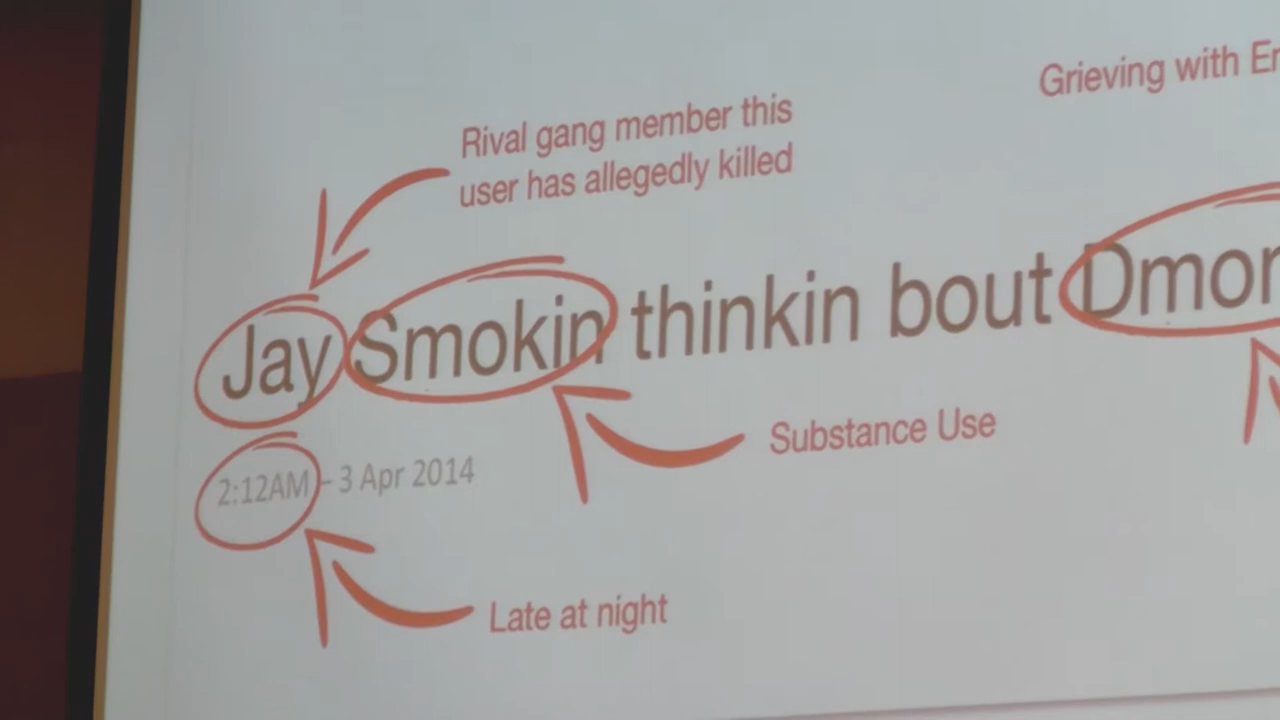 Grieving with
Rival gang member this
user has allegedly killed
Jay Smokin thinkin bout
Substance Use
2:12AM - 3 Apr 2014
Late at night